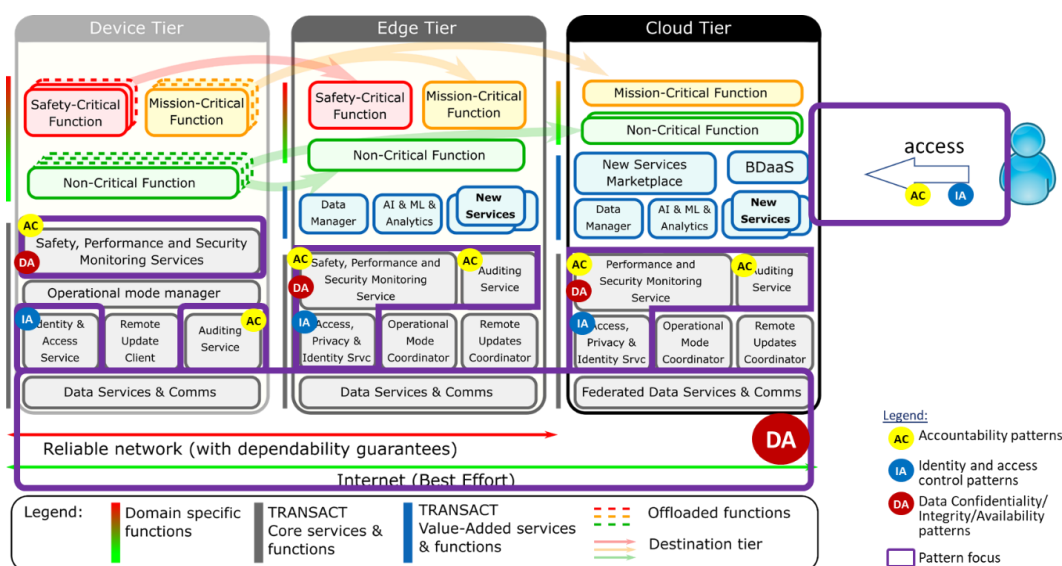 Device Tier
Edge Tier
Cloud Tier
Safety-Critical
Function
Mission-Critical
Function
Safety-Critical
Function
Mission-Critical
Function
Mission-Critical Function
Non-Critical Function
Non-Critical Function
Non-Critical Function
access
AC
IA
New Services
Marketplace
BDaaS
Data
Manager
AI & ML &
Analytics
New
Services
Data
Manager
AI & ML &
Analytics
New
Services
AC
DA
Safety, Performance and Security
Monitoring Services
AC
DA
Safety, Performance and
Security Monitoring
Service
AC
Auditing
Service
AC
DA
Performance and
Security Monitoring
Service
AC
Auditing
Service
Operational mode manager
IA
Identity &
Access
Service
Remote
Update
Client
Auditing
Service
AC
IA
Access,
Privacy &
Identity Srvc
Operational
Mode
Coordinator
Remote
Updates
Coordinator
IA
Access,
Privacy &
Identity Srvc
Operational
Mode
Coordinator
Remote
Updates
Coordinator
Data Services & Comms
Data Services & Comms
Federated Data Services & Comms
Reliable network (with dependability guarantees)
DA
Internet (Best Effort)
Legend:
Domain specific
functions
TRANSACT
Core services &
functions
TRANSACT
Value-Added services
& functions
Offloaded functions
Destination tier
Legend:
AC
Accountability patterns
IA
Identity and access
control patterns
DA
Data Confidentiality/
Integrity/Availability
patterns
Pattern focus